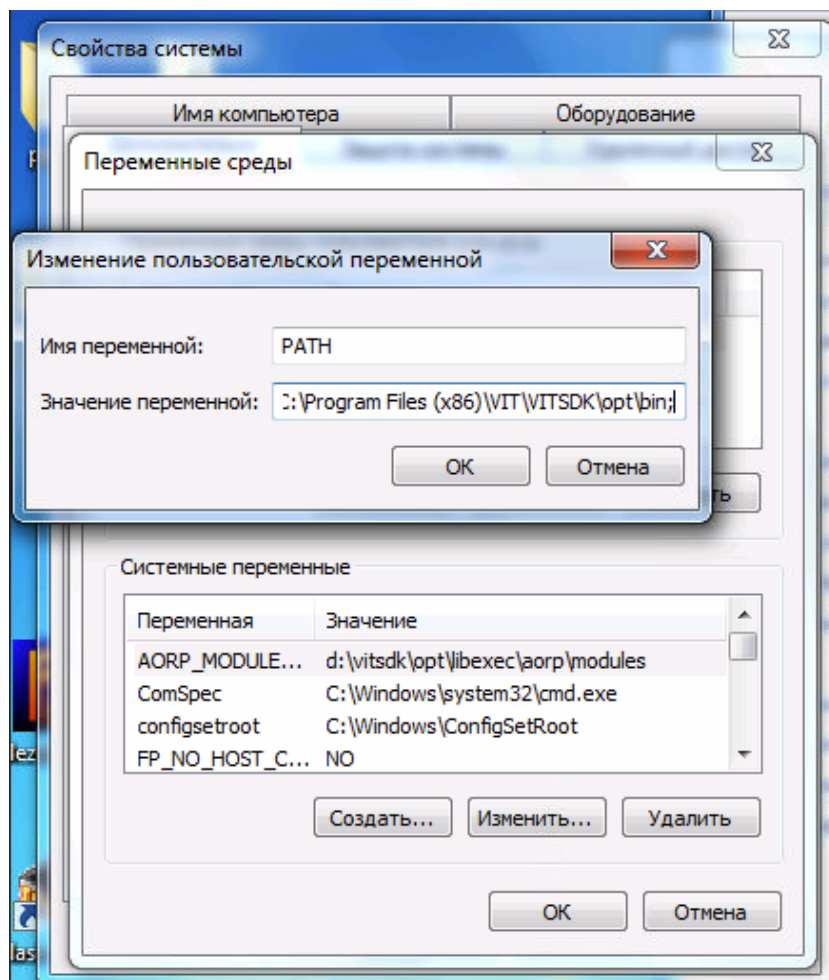 Свойства системы
Имя компьютера
Оборудование
Переменные среды
Изменение пользовательской переменной
Имя переменной:
PATH
Значение переменной:
C:\Program Files (x86)\VIT\VITSDK\opt\bin;
OK
Отмена
Системные переменные
Переменная
Значение
AORP_MODULE...
d:\vitsdk\opt\libexec\aorp\modules
ComSpec
C:\Windows\system32\cmd.exe
configsetroot
C:\Windows\ConfigSetRoot
FP_NO_HOST_C...
NO
Создать...
Изменить...
Удалить
OK
Отмена